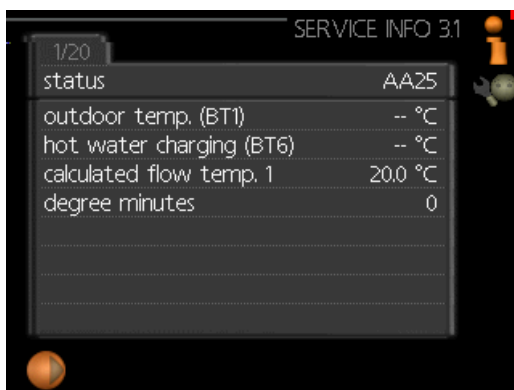 SERVICE INFO 3.1
1/20
status AA25
outdoor temp. (BT1) -- °C
hot water charging (BT6) -- °C
calculated flow temp. 1 20.0 °C
degree minutes 0